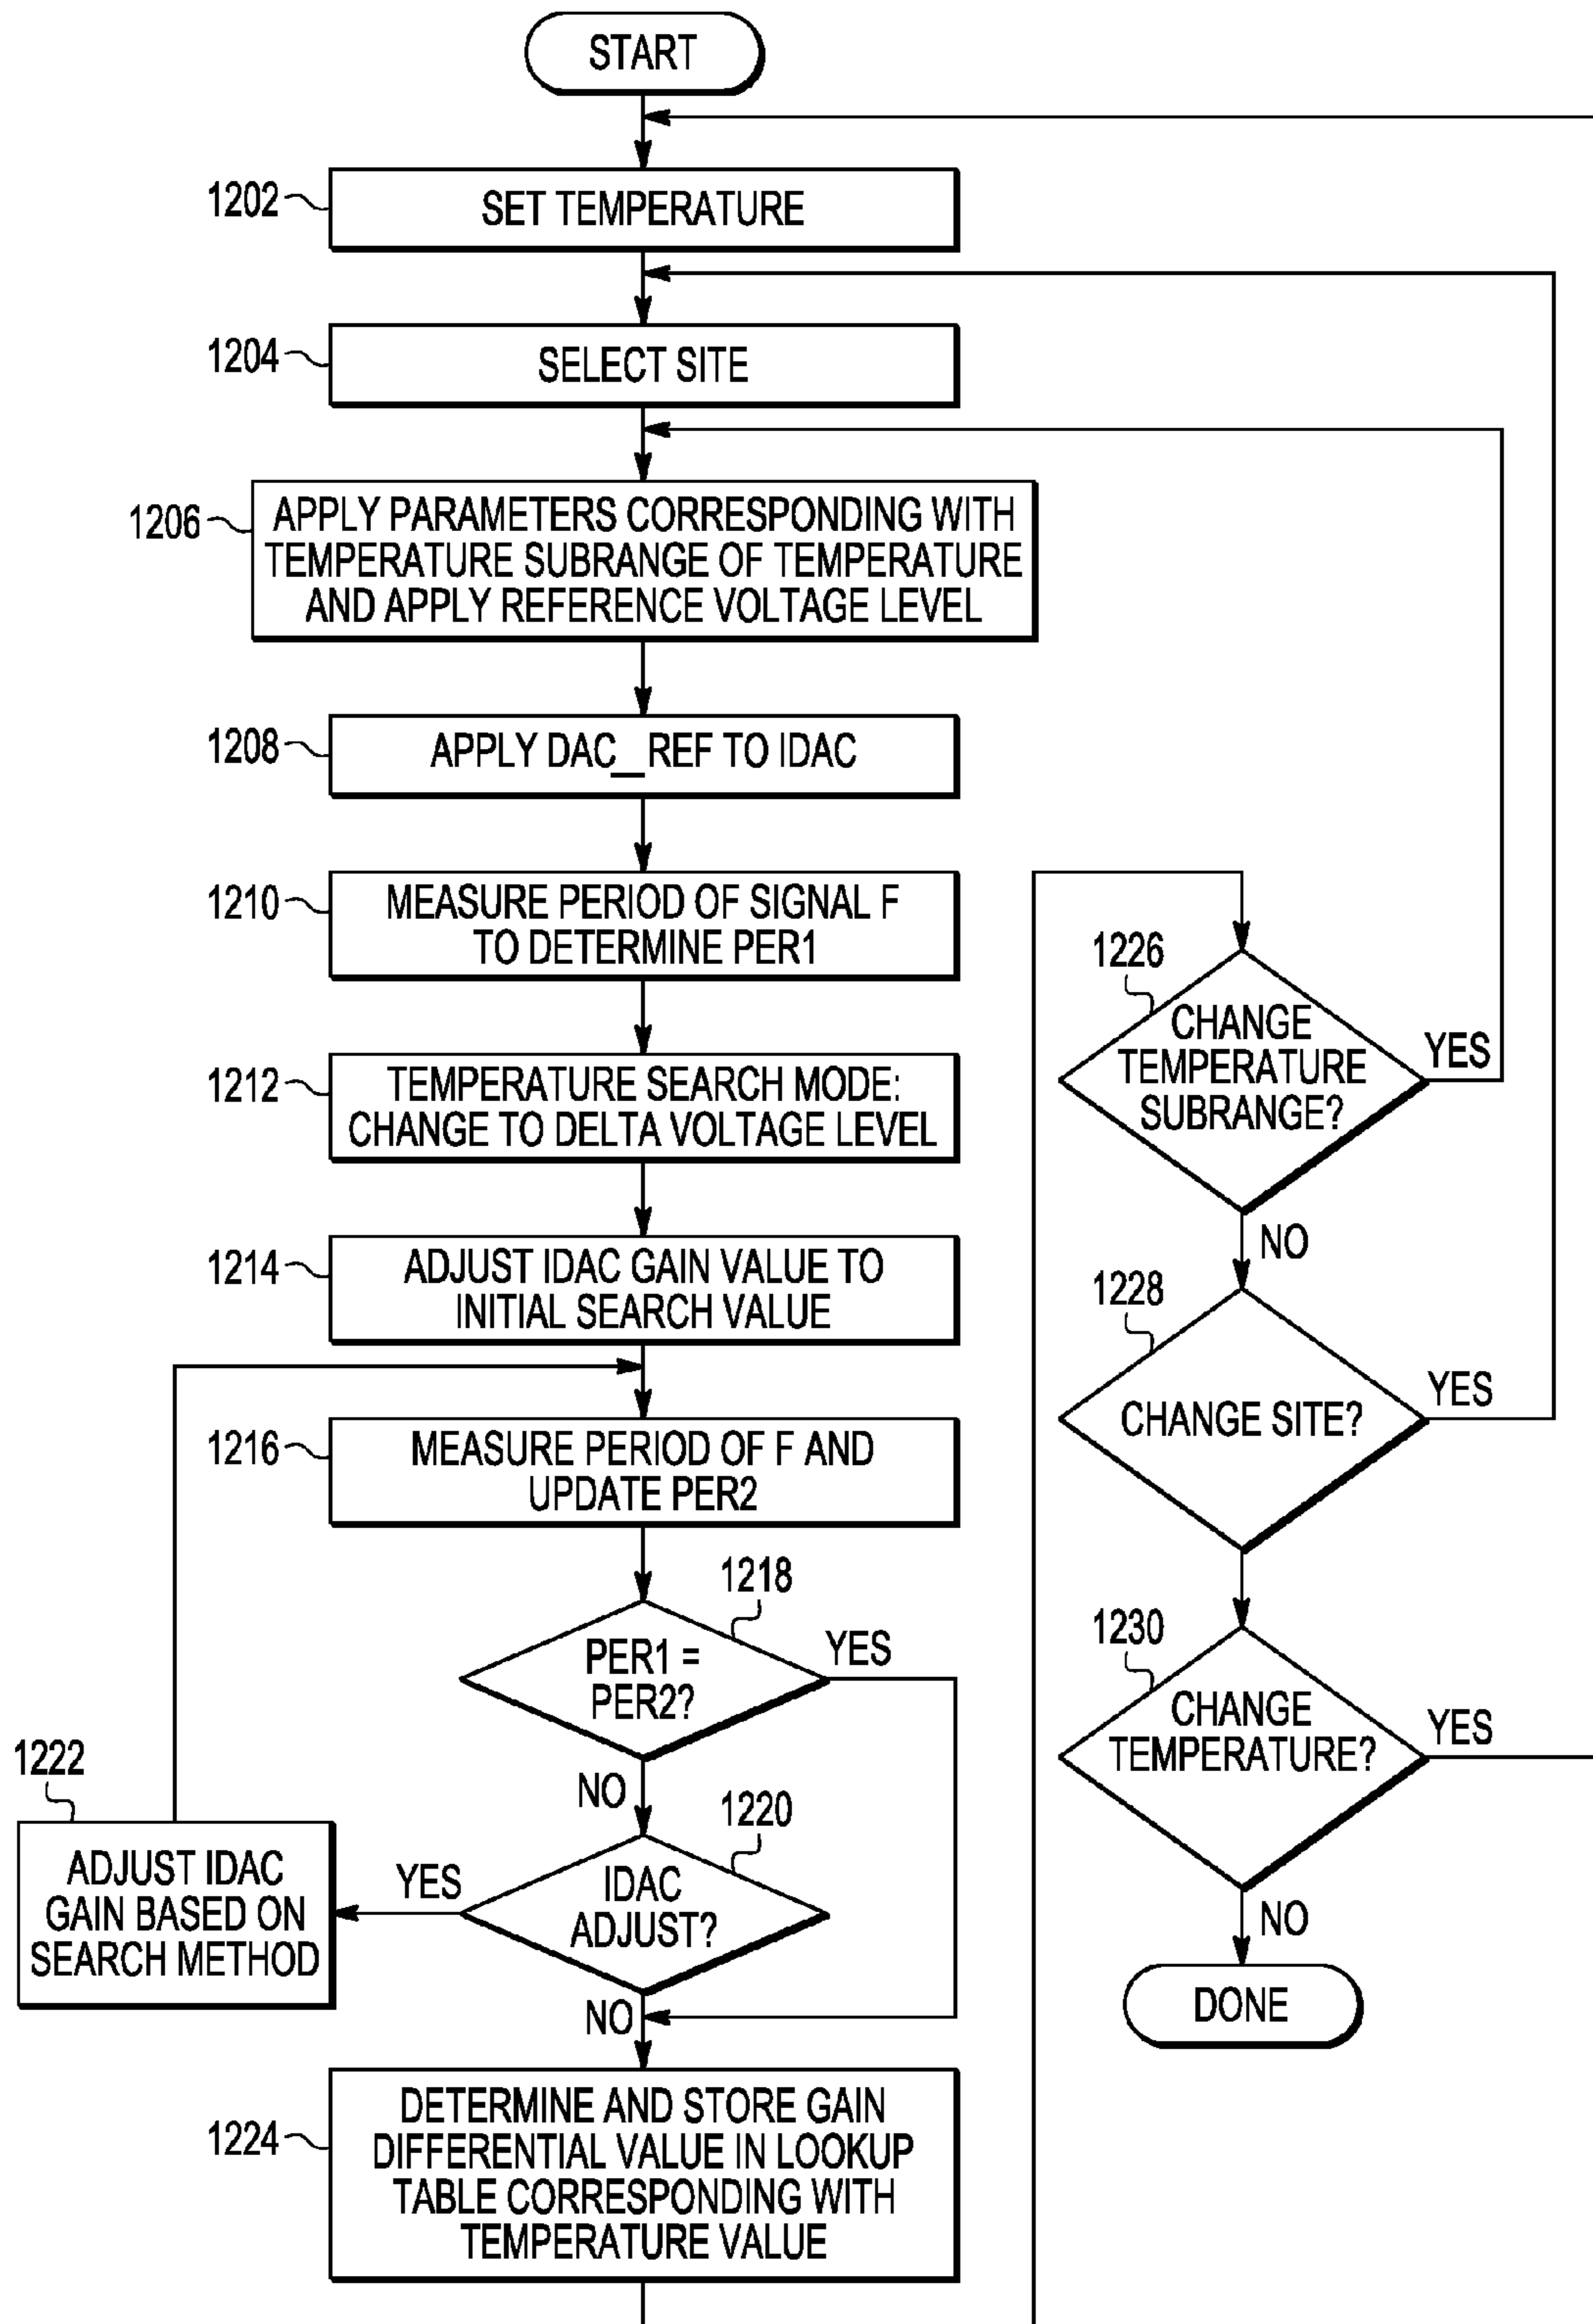 START
1202
SET TEMPERATURE
1204
SELECT SITE
1206
APPLY PARAMETERS CORRESPONDING WITH
TEMPERATURE SUBRANGE OF TEMPERATURE
AND APPLY REFERENCE VOLTAGE LEVEL
1208
APPLY DAC_REF TO IDAC
1210
MEASURE PERIOD OF SIGNAL F
TO DETERMINE PER1
1212
TEMPERATURE SEARCH MODE:
CHANGE TO DELTA VOLTAGE LEVEL
1214
ADJUST IDAC GAIN VALUE TO
INITIAL SEARCH VALUE
1216
MEASURE PERIOD OF F AND
UPDATE PER2
1218
PER1 =
PER2?
YES
NO
1220
IDAC
ADJUST?
YES
1222
ADJUST IDAC
GAIN BASED ON
SEARCH METHOD
NO
1224
DETERMINE AND STORE GAIN
DIFFERENTIAL VALUE IN LOOKUP
TABLE CORRESPONDING WITH
TEMPERATURE VALUE
1226
CHANGE
TEMPERATURE
SUBRANGE?
YES
NO
1228
CHANGE SITE?
YES
1230
CHANGE
TEMPERATURE?
YES
NO
DONE